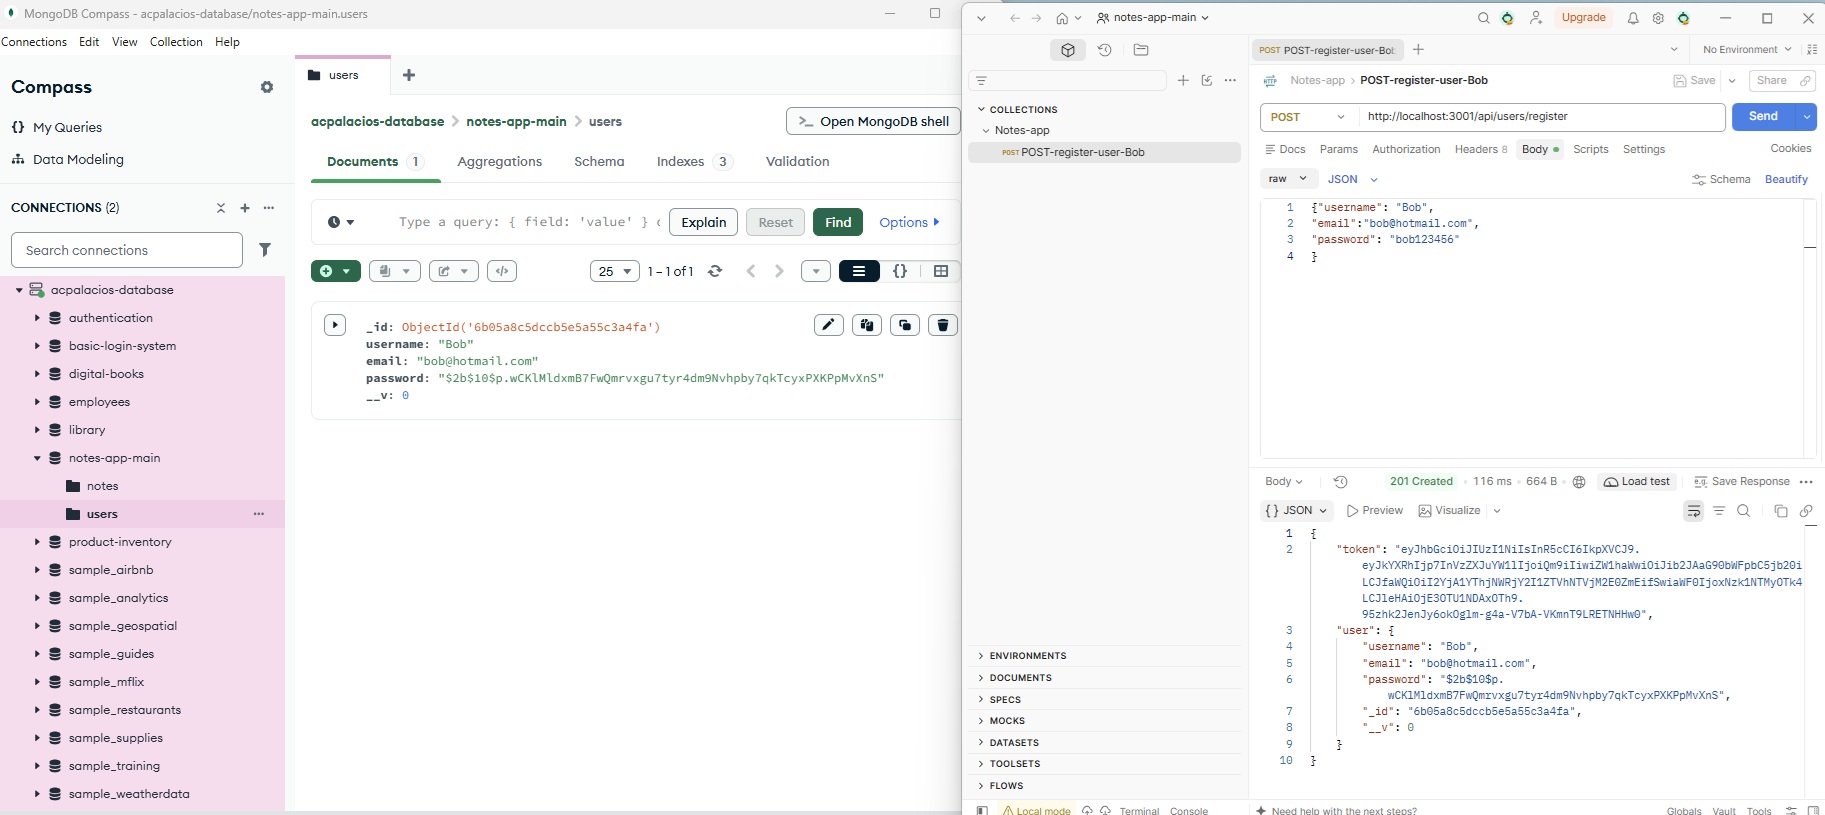 MongoDB Compass - acpalacios-database/notes-app-main.users
Connections Edit View Collection Help
Compass
My Queries
Data Modeling
CONNECTIONS (2)
Search connections
acpalacios-database
authentication
basic-login-system
digital-books
employees
library
notes-app-main
notes
users
product-inventory
sample_airbnb
sample_analytics
sample_geospatial
sample_guides
sample_mflix
sample_restaurants
sample_supplies
sample_training
sample_weatherdata
users
acpalacios-database > notes-app-main > users
>_ Open MongoDB shell
Documents 1 Aggregations Schema Indexes 3 Validation
Type a query: { field: 'value' } Explain Reset Find Options
25 1 – 1 of 1
_id: ObjectId('6b05a8c5dccb5e5a55c3a4fa')
username: "Bob"
email: "bob@hotmail.com"
password: "$2b$10$p.wCKlMldxmB7FwQmrvxgu7tyr4dm9Nvhpby7qkTcyxPXKPpMvXnS"
__v: 0
notes-app-main
Upgrade
COLLECTIONS
Notes-app
POST POST-register-user-Bob
ENVIRONMENTS
DOCUMENTS
SPECS
MOCKS
DATASETS
TOOLSETS
FLOWS
POST POST-register-user-Bob No Environment
HTTP Notes-app > POST-register-user-Bob Save Share
POST http://localhost:3001/api/users/register Send
Docs Params Authorization Headers 8 Body Scripts Settings Cookies
raw JSON Schema Beautify
1 {"username": "Bob",
2 "email":"bob@hotmail.com",
3 "password": "bob123456"
4 }
Body 201 Created 116 ms 664 B Load test Save Response
{} JSON Preview Visualize
1 {
2 "token": "eyJhbGciOiJIUzI1NiIsInR5cCI6IkpXVCJ9.
eyJkYXRhIjp7InVzZXJuYW1lIjoiQm9iIiwiZW1haWwiOiJib2JAaG90bWFpbC5jb20i
LCJfaWQiOiI2YjA1YThjNWRjY2I1ZTVhNTVjM2E0ZmEifSwiaWF0IjoxNzk1NTMyOTk4
LCJleHAiOjE3OTU1NDAxOTh9.
95zhk2JenJy6okOglm-g4a-V7bA-VKmnT9LRETNHHw0",
3 "user": {
4 "username": "Bob",
5 "email": "bob@hotmail.com",
6 "password": "$2b$10$p.
wCKlMldxmB7FwQmrvxgu7tyr4dm9Nvhpby7qkTcyxPXKPpMvXnS",
7 "_id": "6b05a8c5dccb5e5a55c3a4fa",
8 "__v": 0
9 }
10 }
Local mode Terminal Console Need help with the next steps? Globals Vault Tools